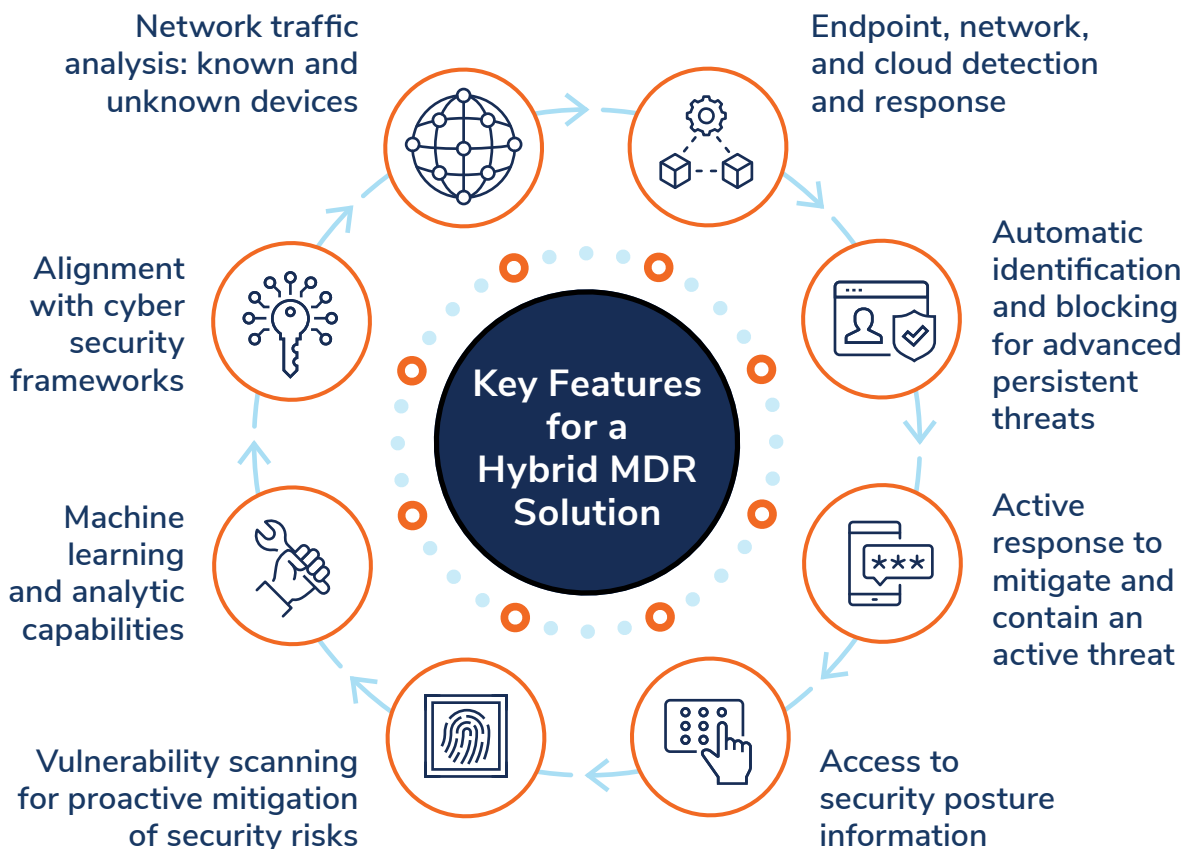 Network traffic
analysis: known and
unknown devices
Endpoint, network,
and cloud detection
and response
Automatic
identification
and blocking
for advanced
persistent
threats
Active
response to
mitigate and
contain an
active threat
Access to
security posture
information
Vulnerability scanning
for proactive mitigation
of security risks
Machine
learning
and analytic
capabilities
Alignment
with cyber
security
frameworks
Key Features
for a
Hybrid MDR
Solution